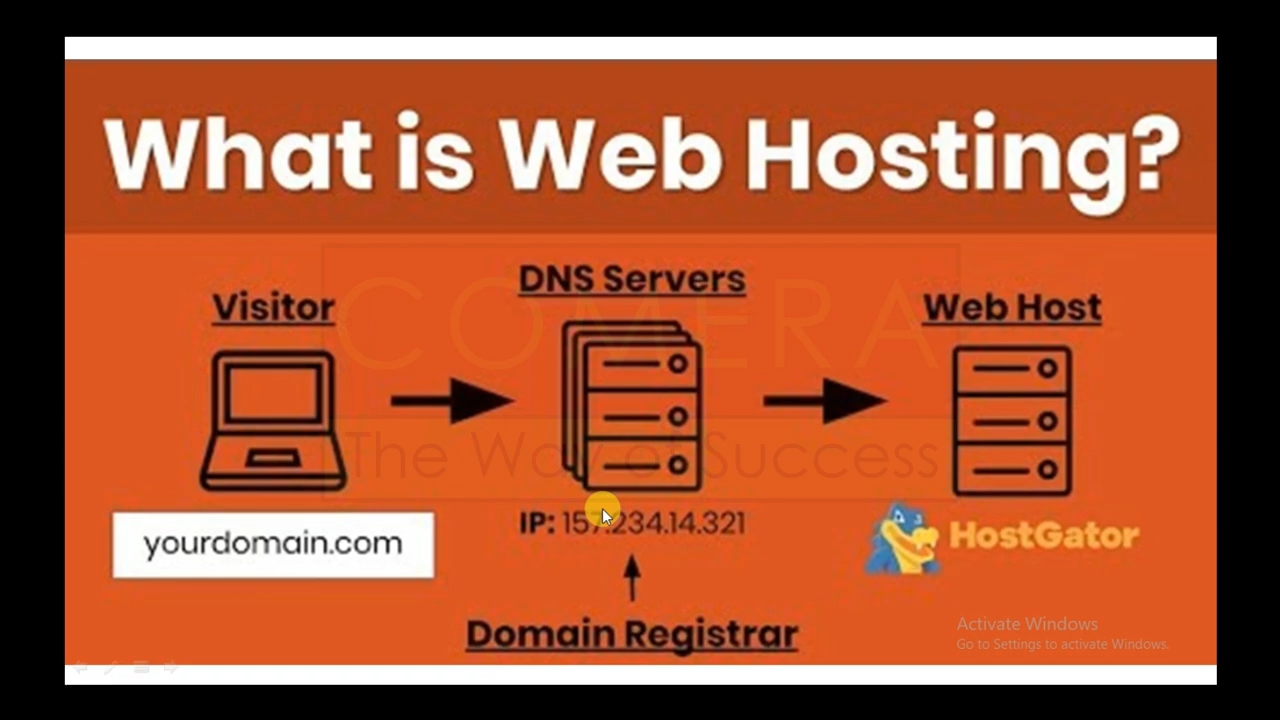 What is Web Hosting?
DNS Servers
Visitor
Web Host
COMERA
The Way of Success
IP: 157.234.14.321
yourdomain.com
HostGator
Domain Registrar
Activate Windows
Go to Settings to activate Windows.